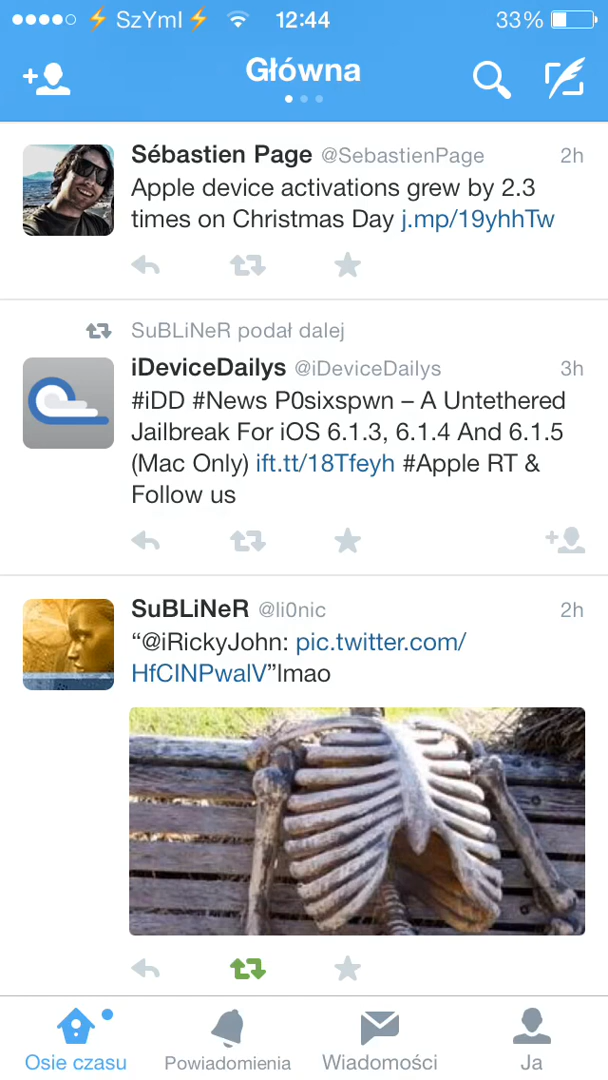 ⚡ SzYmI ⚡ 12:44 33%
Główna
Sébastien Page @SebastienPage 2h
Apple device activations grew by 2.3
times on Christmas Day j.mp/19yhhTw
SuBLiNeR podał dalej
iDeviceDailys @iDeviceDailys 3h
#iDD #News P0sixspwn – A Untethered
Jailbreak For iOS 6.1.3, 6.1.4 And 6.1.5
(Mac Only) ift.tt/18Tfeyh #Apple RT &
Follow us
SuBLiNeR @li0nic 2h
“@iRickyJohn: pic.twitter.com/
HfCINPwalV”lmao
Osie czasu Powiadomienia Wiadomości Ja